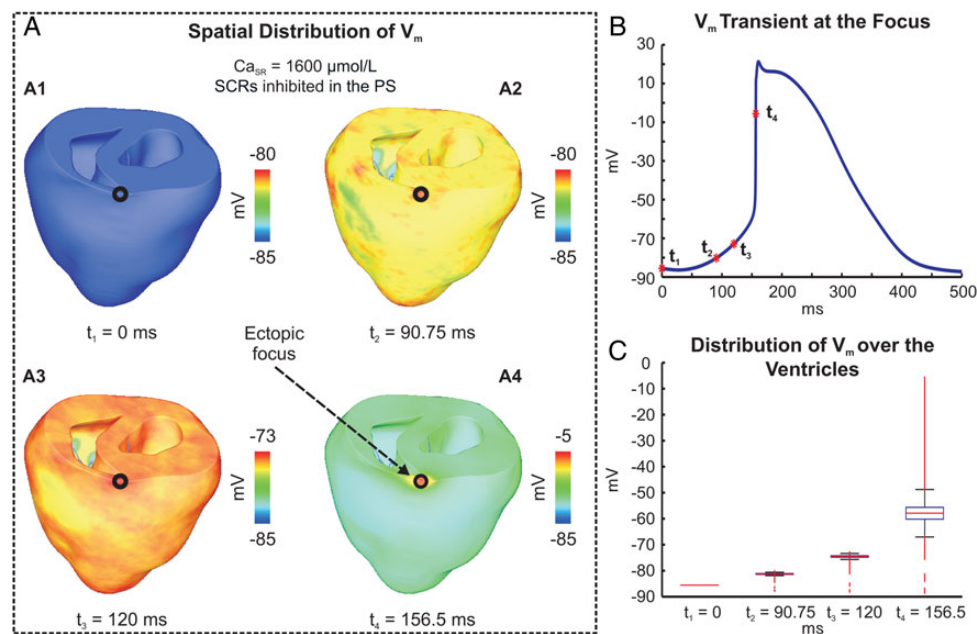 A
Spatial Distribution of Vm
CaSR = 1600 µmol/L
SCRs inhibited in the PS
A1
A2
-80
mV
-85
-80
mV
-85
t1 = 0 ms
t2 = 90.75 ms
Ectopic
focus
A3
A4
-73
mV
-85
-5
mV
-85
t3 = 120 ms
t4 = 156.5 ms
B
Vm Transient at the Focus
30
10
-10
-30
-50
-70
-90
mV
t1
t2
t3
t4
0 100 200 300 400 500
ms
C
Distribution of Vm over the
Ventricles
0
-10
-20
-30
-40
-50
-60
-70
-80
-90
mV
t1 = 0 t2 = 90.75 t3 = 120 t4 = 156.5
ms